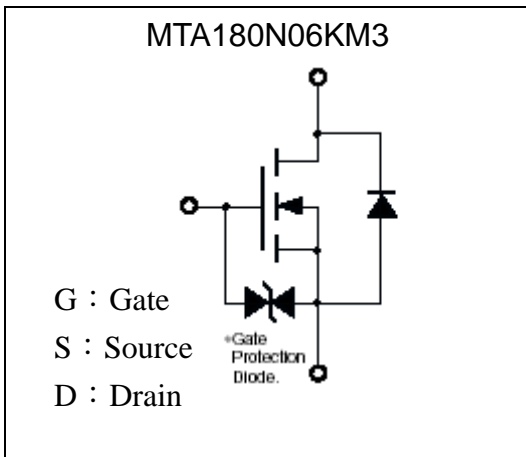 MTA180N06KM3
G：Gate
S：Source
D：Drain
*Gate
Protection
Diode.